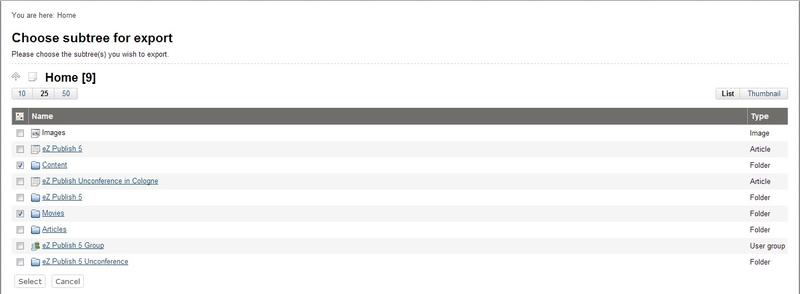 You are here: Home
Choose subtree for export
Please choose the subtree(s) you wish to export.
Home [9]
10 25 50 List Thumbnail
Name Type
Images Image
eZ Publish 5 Article
Content Folder
eZ Publish Unconference in Cologne Article
eZ Publish 5 Folder
Movies Folder
Articles Folder
eZ Publish 5 Group User group
eZ Publish 5 Unconference Folder
Select Cancel